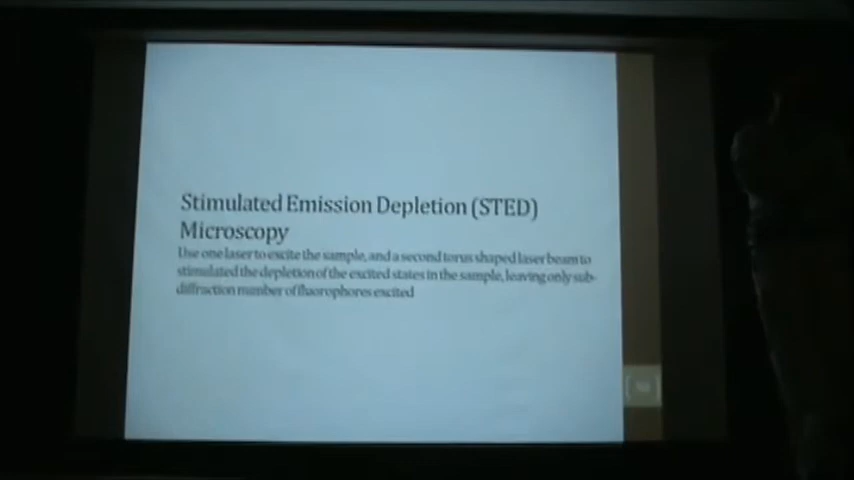 Stimulated Emission Depletion (STED)
Microscopy
Use one laser to excite the sample, and a second torus shaped laser beam to
stimulated the depletion of the excited states in the sample, leaving only sub-
diffraction number of fluorophores excited